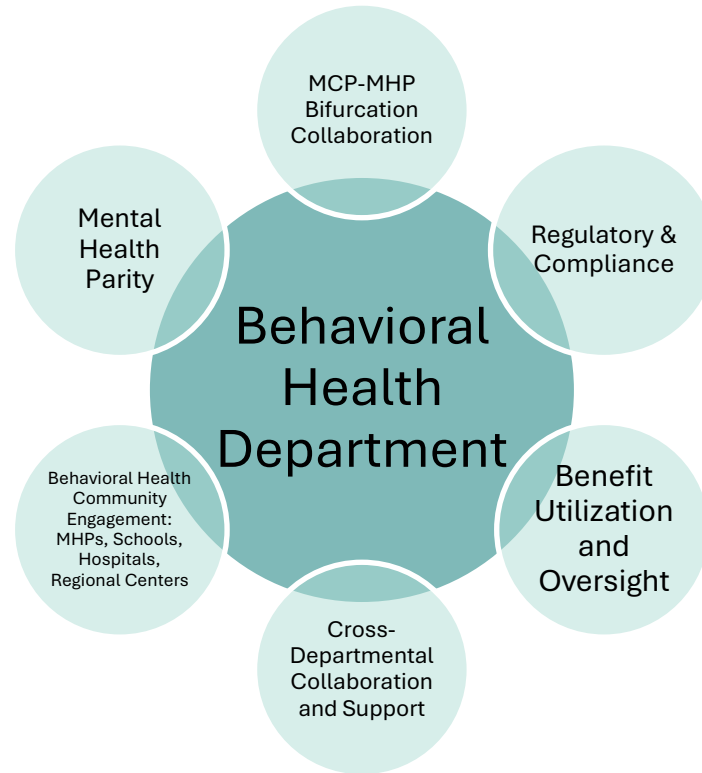 MCP-MHP
Bifurcation
Collaboration
Mental
Health
Parity
Regulatory &
Compliance
Behavioral
Health
Department
Behavioral Health
Community
Engagement:
MHPs, Schools,
Hospitals,
Regional Centers
Benefit
Utilization
and
Oversight
Cross-
Departmental
Collaboration
and Support